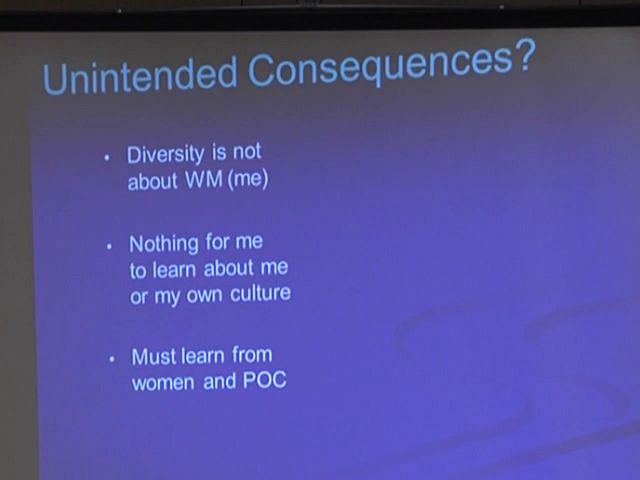 Unintended Consequences?
• Diversity is not
about WM (me)
• Nothing for me
to learn about me
or my own culture
• Must learn from
women and POC